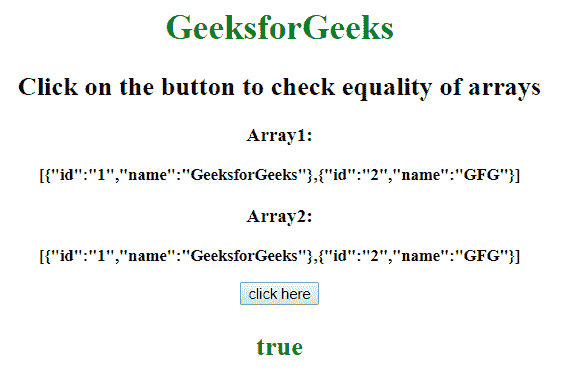 GeeksforGeeks
Click on the button to check equality of arrays
Array1:
[{"id":"1","name":"GeeksforGeeks"},{"id":"2","name":"GFG"}]
Array2:
[{"id":"1","name":"GeeksforGeeks"},{"id":"2","name":"GFG"}]
click here
true